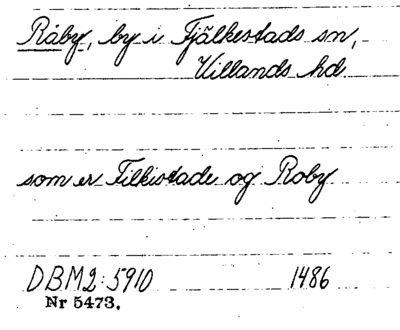 Råby, by i Fjälkestads sn,
Villands hd
som er Filkistade og Roby
DBM2:5910 1486
Nr 5473.